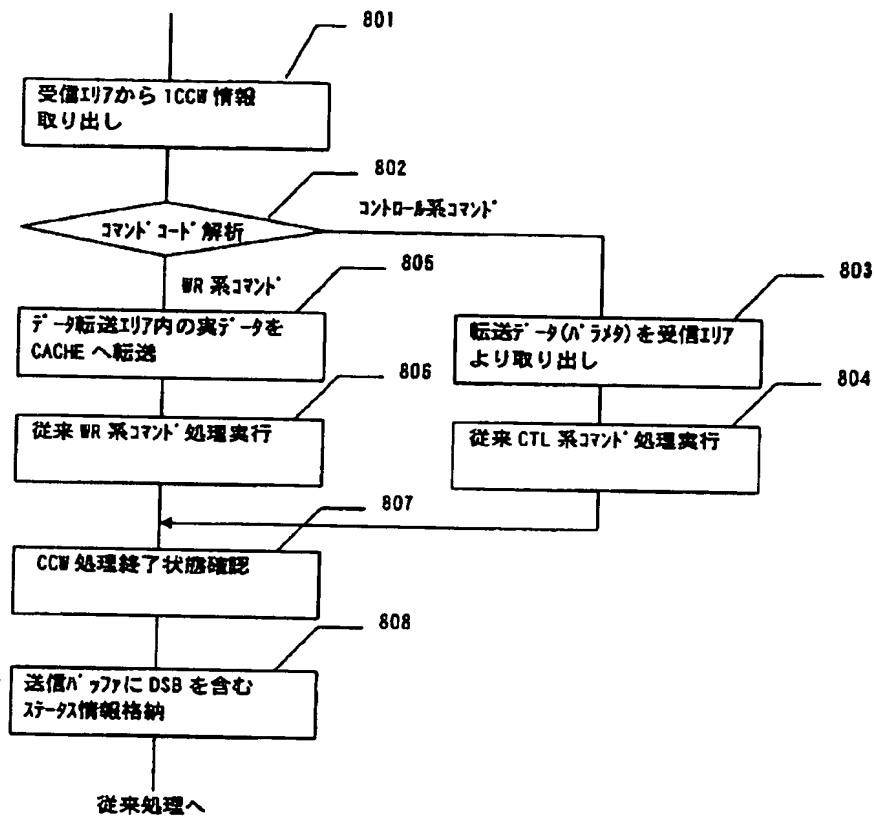 801
受信ｴﾘｱから 1CCW 情報
取り出し
802
コントロール系コマンド
ｺﾏﾝﾄﾞ ｺｰﾄﾞ 解析
WR 系ｺﾏﾝﾄﾞ
805
803
ﾃﾞｰﾀ転送ｴﾘｱ内の実ﾃﾞｰﾀを
CACHE へ転送
転送ﾃﾞｰﾀ(ﾊﾟﾗﾒﾀ)を受信ｴﾘｱ
より取り出し
806
804
従来 WR 系ｺﾏﾝﾄﾞ 処理実行
従来 CTL 系ｺﾏﾝﾄﾞ 処理実行
807
CCW 処理終了状態確認
808
送信ﾊﾞｯﾌｧに DSB を含む
ｽﾃｰﾀｽ情報格納
従来処理へ